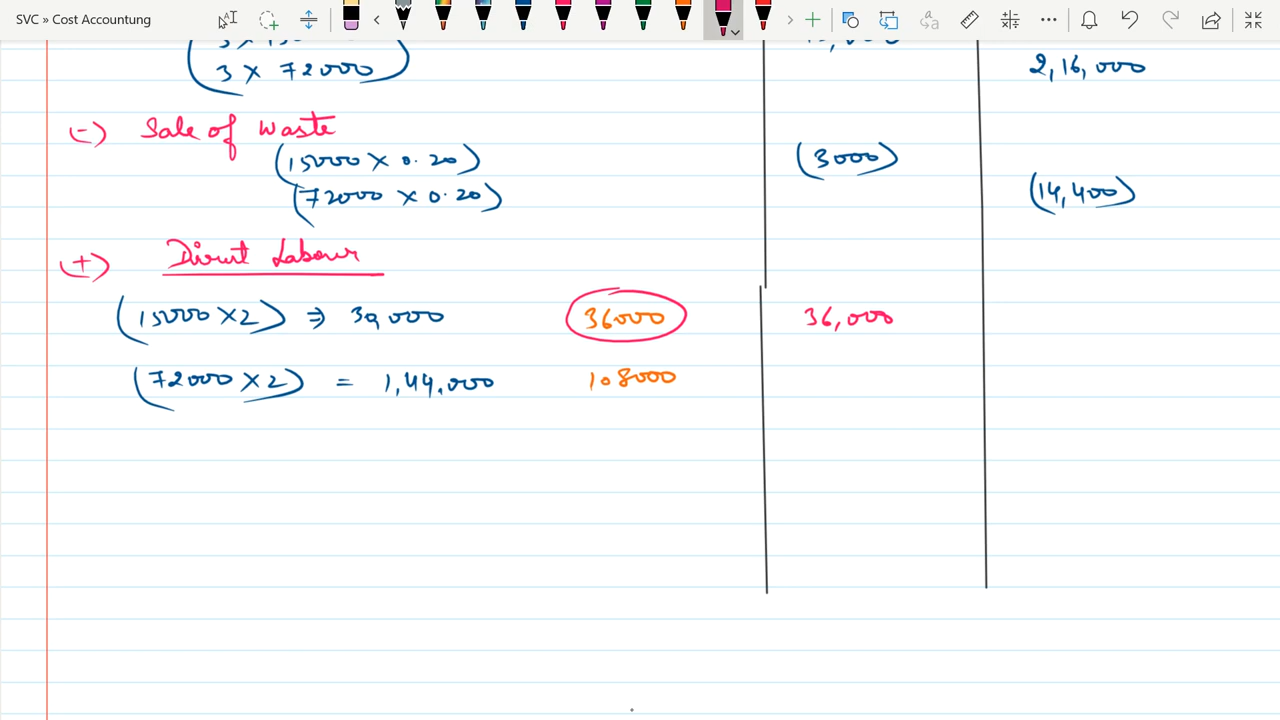 SVC » Cost Accountung
3 × 72000
2,16,000
(-) Sale of Waste
(15000 × 0.20) (3000)
(72000 × 0.20) (14,400)
(+) Direct Labour
(15000 × 2) ⇒ 30,000 36000 36,000
(72000 × 2) = 1,44,000 108000